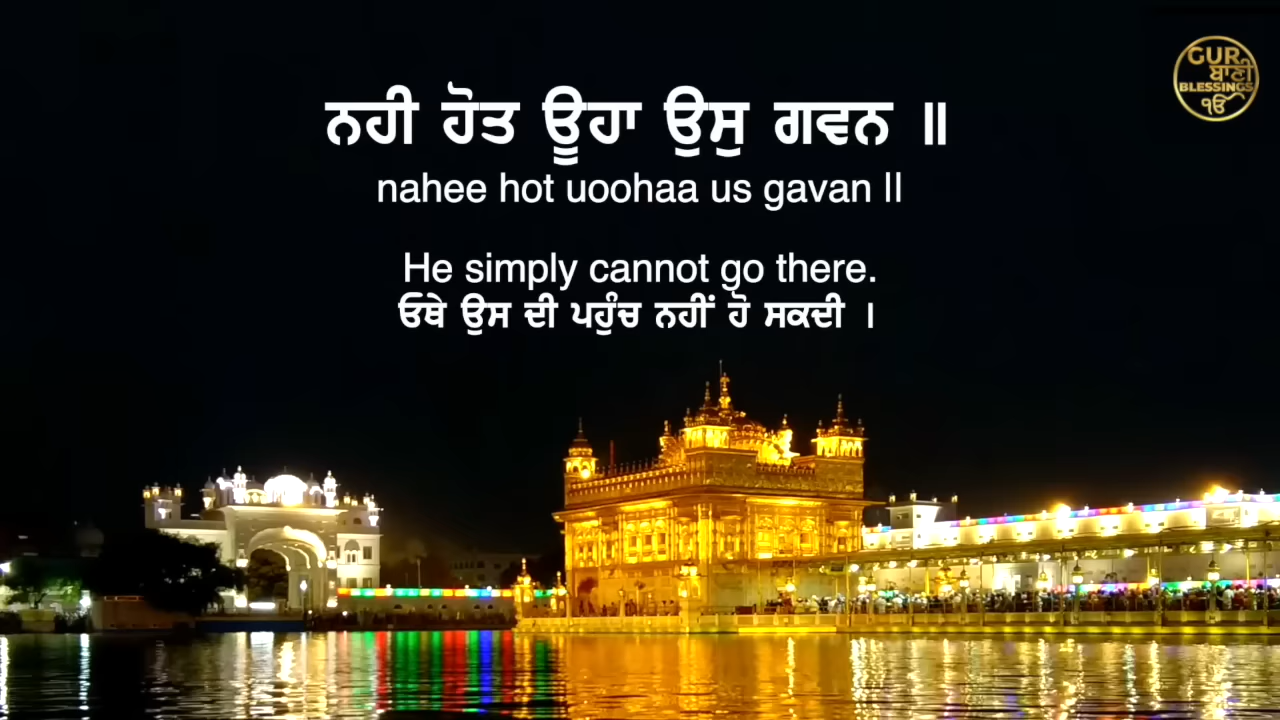 GUR
ਬਾਣੀ
BLESSINGS
ੴ
ਨਹੀ ਹੋਤ ਊਹਾ ਉਸੁ ਗਵਨ ॥
nahee hot uoohaa us gavan ll
He simply cannot go there.
ਓਥੇ ਉਸ ਦੀ ਪਹੁੰਚ ਨਹੀਂ ਹੋ ਸਕਦੀ ।